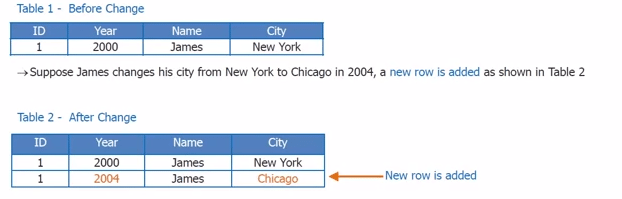 Table 1 - Before Change
ID Year Name City
1 2000 James New York
→Suppose James changes his city from New York to Chicago in 2004, a new row is added as shown in Table 2
Table 2 - After Change
ID Year Name City
1 2000 James New York
1 2004 James Chicago New row is added